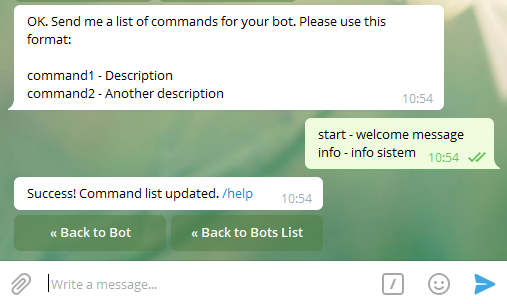 OK. Send me a list of commands for your bot. Please use this
format:
command1 - Description
command2 - Another description
10:54
start - welcome message
info - info sistem
10:54
Success! Command list updated. /help
10:54
« Back to Bot
« Back to Bots List
Write a message...